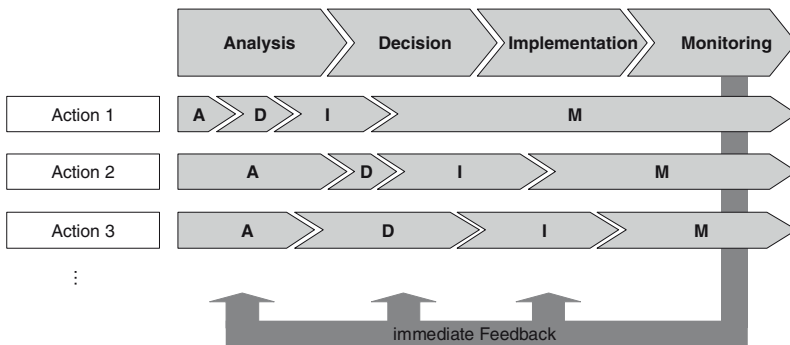 Analysis Decision Implementation Monitoring
Action 1 A D I M
Action 2 A D I M
Action 3 A D I M
⋮
immediate Feedback